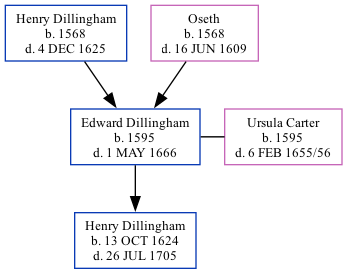 Henry Dillingham
b. 1568
d. 4 DEC 1625
Oseth
b. 1568
d. 16 JUN 1609
Edward Dillingham
b. 1595
d. 1 MAY 1666
Ursula Carter
b. 1595
d. 6 FEB 1655/56
Henry Dillingham
b. 13 OCT 1624
d. 26 JUL 1705